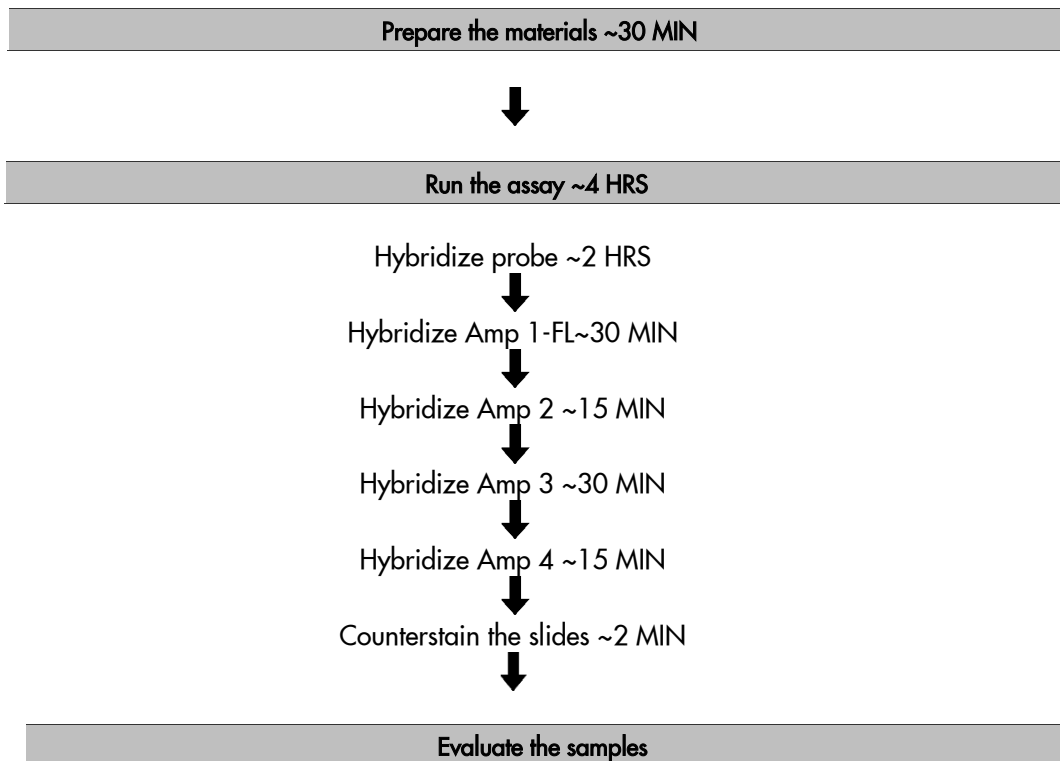 Prepare the materials ~30 MIN
Run the assay ~4 HRS
Hybridize probe ~2 HRS
Hybridize Amp 1-FL~30 MIN
Hybridize Amp 2 ~15 MIN
Hybridize Amp 3 ~30 MIN
Hybridize Amp 4 ~15 MIN
Counterstain the slides ~2 MIN
Evaluate the samples